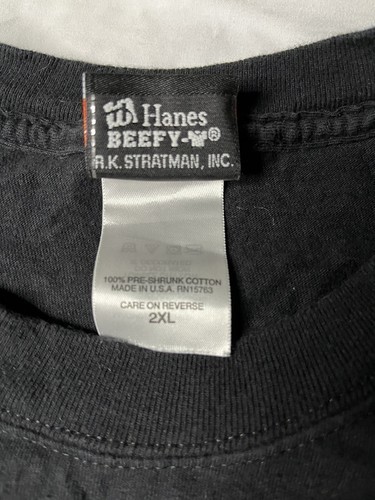 Hanes
BEEFY-®
R.K. STRATMAN, INC.
100% PRE-SHRUNK COTTON
MADE IN U.S.A. RN15763
CARE ON REVERSE
2XL